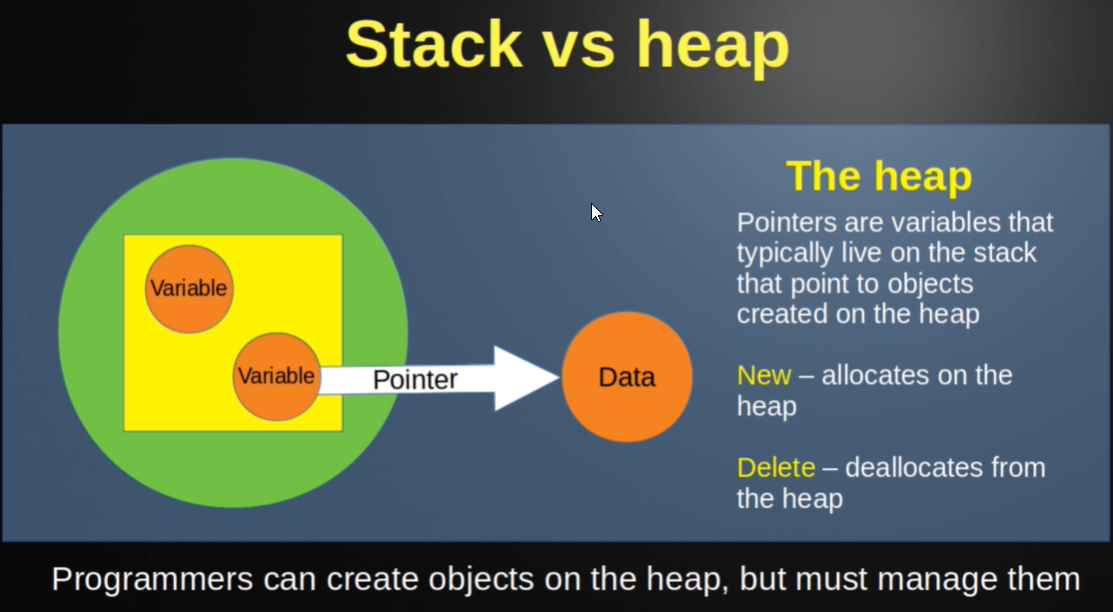 Stack vs heap
The heap
Pointers are variables that
typically live on the stack
that point to objects
created on the heap
New – allocates on the
heap
Delete – deallocates from
the heap
Variable
Variable
Pointer
Data
Programmers can create objects on the heap, but must manage them